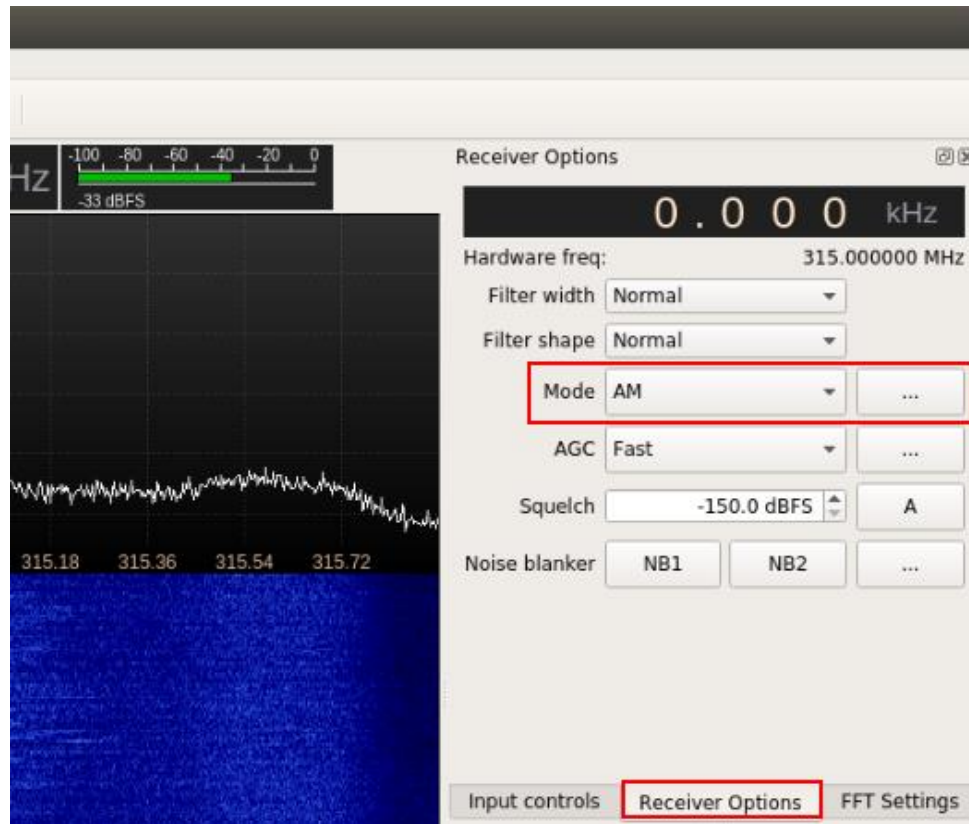 Receiver Options
Hz
-100 -80 -60 -40 -20 0
-33 dBFS
0.000 kHz
Hardware freq: 315.000000 MHz
Filter width Normal
Filter shape Normal
Mode AM ...
AGC Fast ...
Squelch -150.0 dBFS A
Noise blanker NB1 NB2 ...
315.18 315.36 315.54 315.72
Input controls Receiver Options FFT Settings